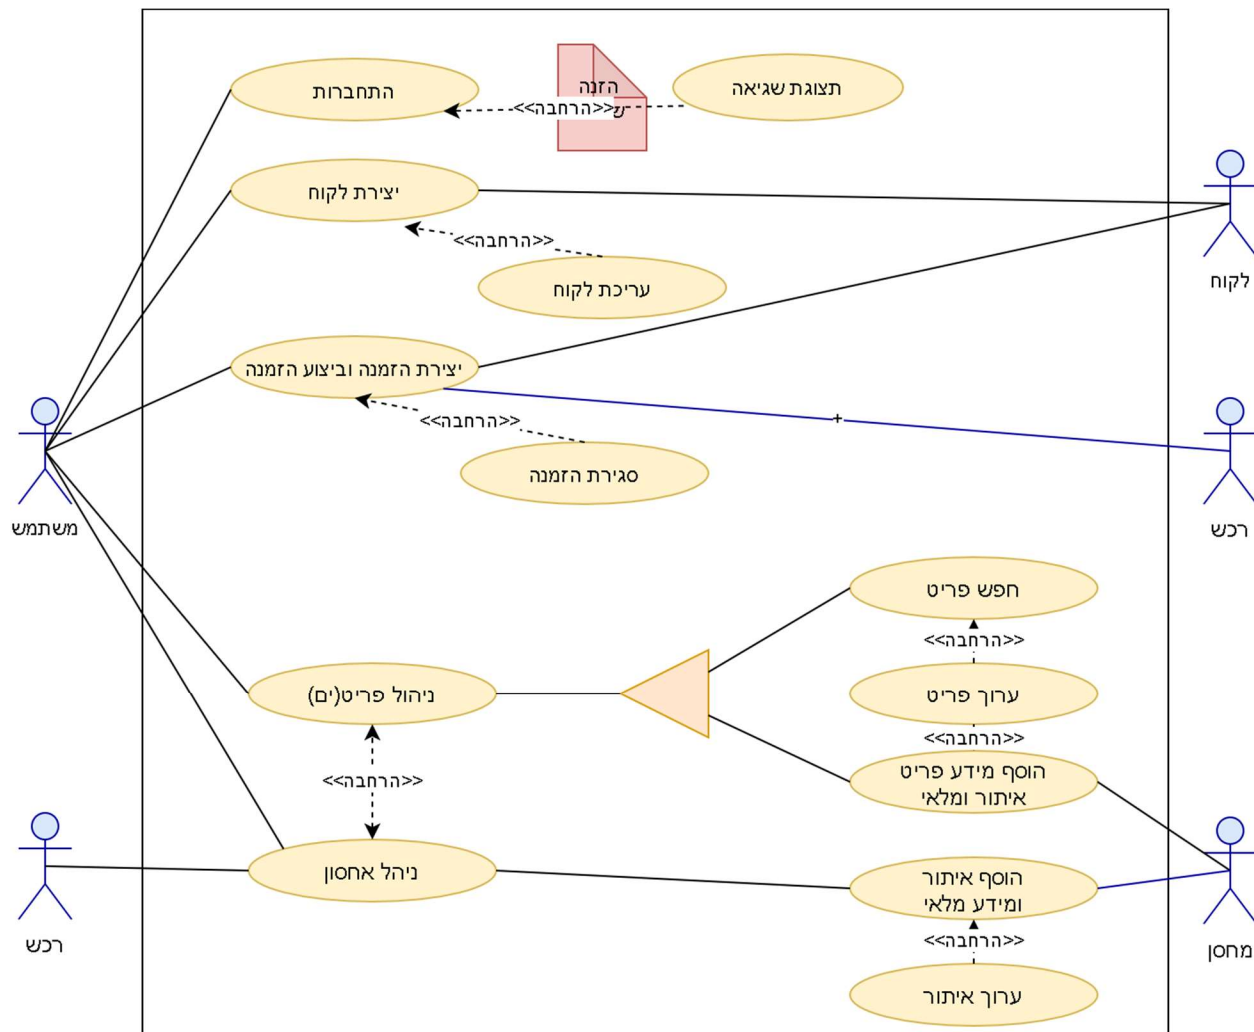 התחברות
הזנה
ש
<<הרחבה>>
תצוגת שגיאה
יצירת לקוח
<<הרחבה>>
עריכת לקוח
לקוח
יצירת הזמנה וביצוע הזמנה
<<הרחבה>>
+
סגירת הזמנה
משתמש
רכש
חפש פריט
<<הרחבה>>
ניהול פריט(ים)
ערוך פריט
<<הרחבה>>
<<הרחבה>>
הוסף מידע פריט
איתור ומלאי
ניהל אחסון
רכש
הוסף איתור
ומידע מלאי
<<הרחבה>>
מחסן
ערוך איתור